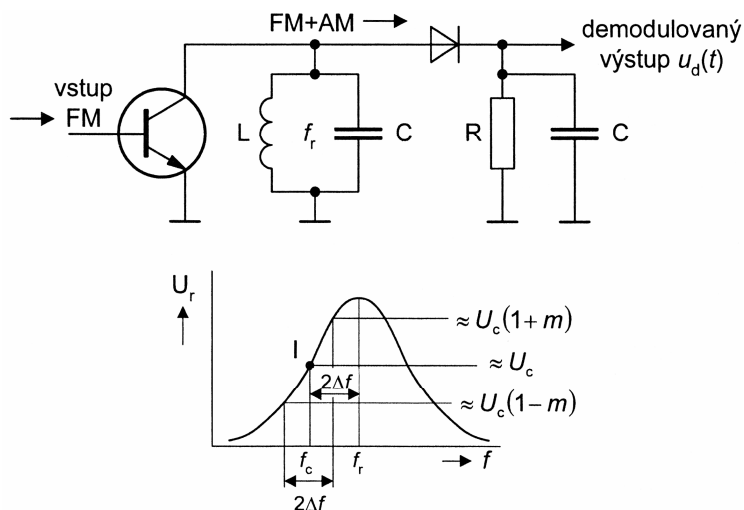 FM+AM
demodulovaný
výstup u_d(t)
vstup
FM
L
f_r
C
R
C
U_r
≈ U_c(1+m)
I
≈ U_c
2Δf
≈ U_c(1−m)
f_c
f_r
f
2Δf